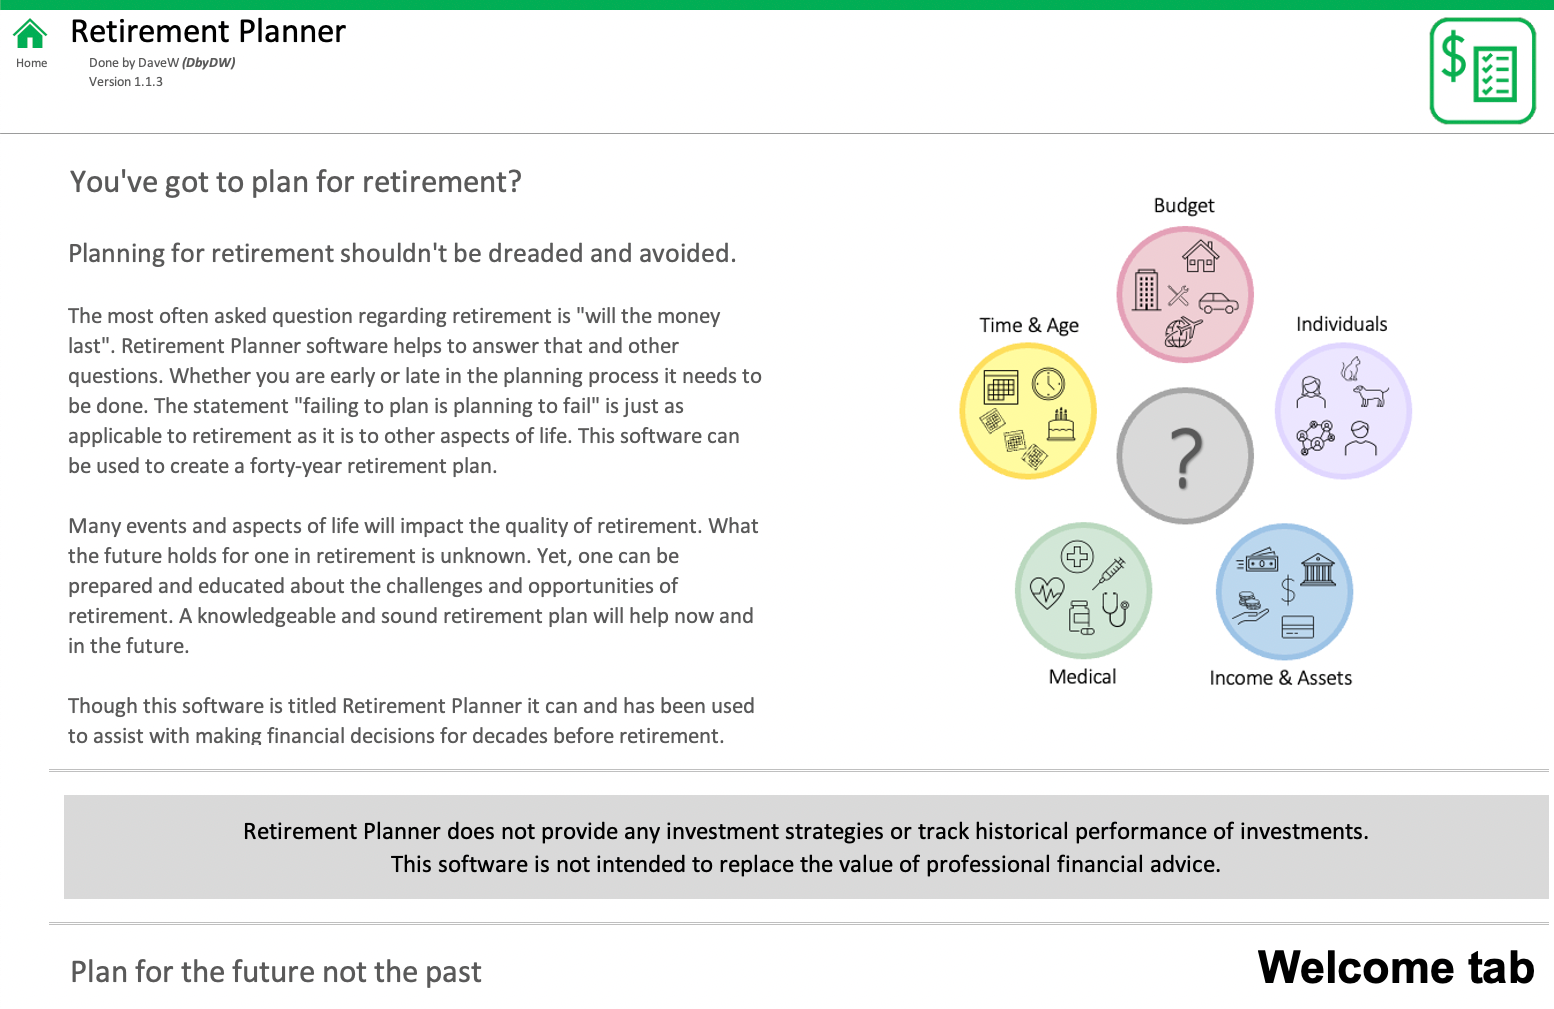 Retirement Planner
Home
Done by DaveW (DbyDW)
Version 1.1.3
You've got to plan for retirement?
Planning for retirement shouldn't be dreaded and avoided.
The most often asked question regarding retirement is "will the money
last". Retirement Planner software helps to answer that and other
questions. Whether you are early or late in the planning process it needs to
be done. The statement "failing to plan is planning to fail" is just as
applicable to retirement as it is to other aspects of life. This software can
be used to create a forty-year retirement plan.
Many events and aspects of life will impact the quality of retirement. What
the future holds for one in retirement is unknown. Yet, one can be
prepared and educated about the challenges and opportunities of
retirement. A knowledgeable and sound retirement plan will help now and
in the future.
Though this software is titled Retirement Planner it can and has been used
to assist with making financial decisions for decades before retirement.
Budget
Time & Age
Individuals
?
Medical
Income & Assets
Retirement Planner does not provide any investment strategies or track historical performance of investments.
This software is not intended to replace the value of professional financial advice.
Plan for the future not the past
Welcome tab